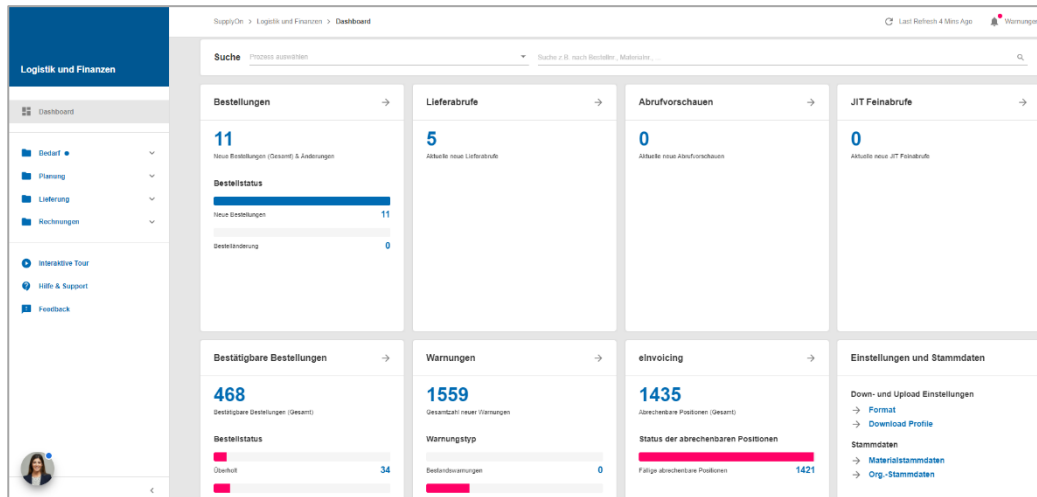 SupplyOn > Logistik und Finanzen > Dashboard
Last Refresh 4 Mins Ago
Warnungen
Logistik und Finanzen
Dashboard
Bedarf
Planung
Lieferung
Rechnungen
Interaktive Tour
Hilfe & Support
Feedback
Suche Prozess auswählen
Suche z.B. nach Besteller, Materialer, ...
Bestellungen
11
Neue Bestellungen (Gesamt) & Änderungen
Bestellstatus
Neue Bestellungen 11
Bestelländerung 0
Lieferabrufe
5
Aktuelle neue Lieferabrufe
Abrufvorschauen
0
Aktuelle neue Abrufvorschauen
JIT Feinabrufe
0
Aktuelle neue JIT Feinabrufe
Bestätigbare Bestellungen
468
Bestätigbare Bestellungen (Gesamt)
Bestellstatus
Überholt 34
Warnungen
1559
Gesamtzahl neuer Warnungen
Warnungstyp
Bestandswarnungen 0
eInvoicing
1435
Abrechenbare Positionen (Gesamt)
Status der abrechenbaren Positionen
Fällige abrechenbare Positionen 1421
Einstellungen und Stammdaten
Down- und Upload Einstellungen
Format
Download Profile
Stammdaten
Materialstammdaten
Org.-Stammdaten